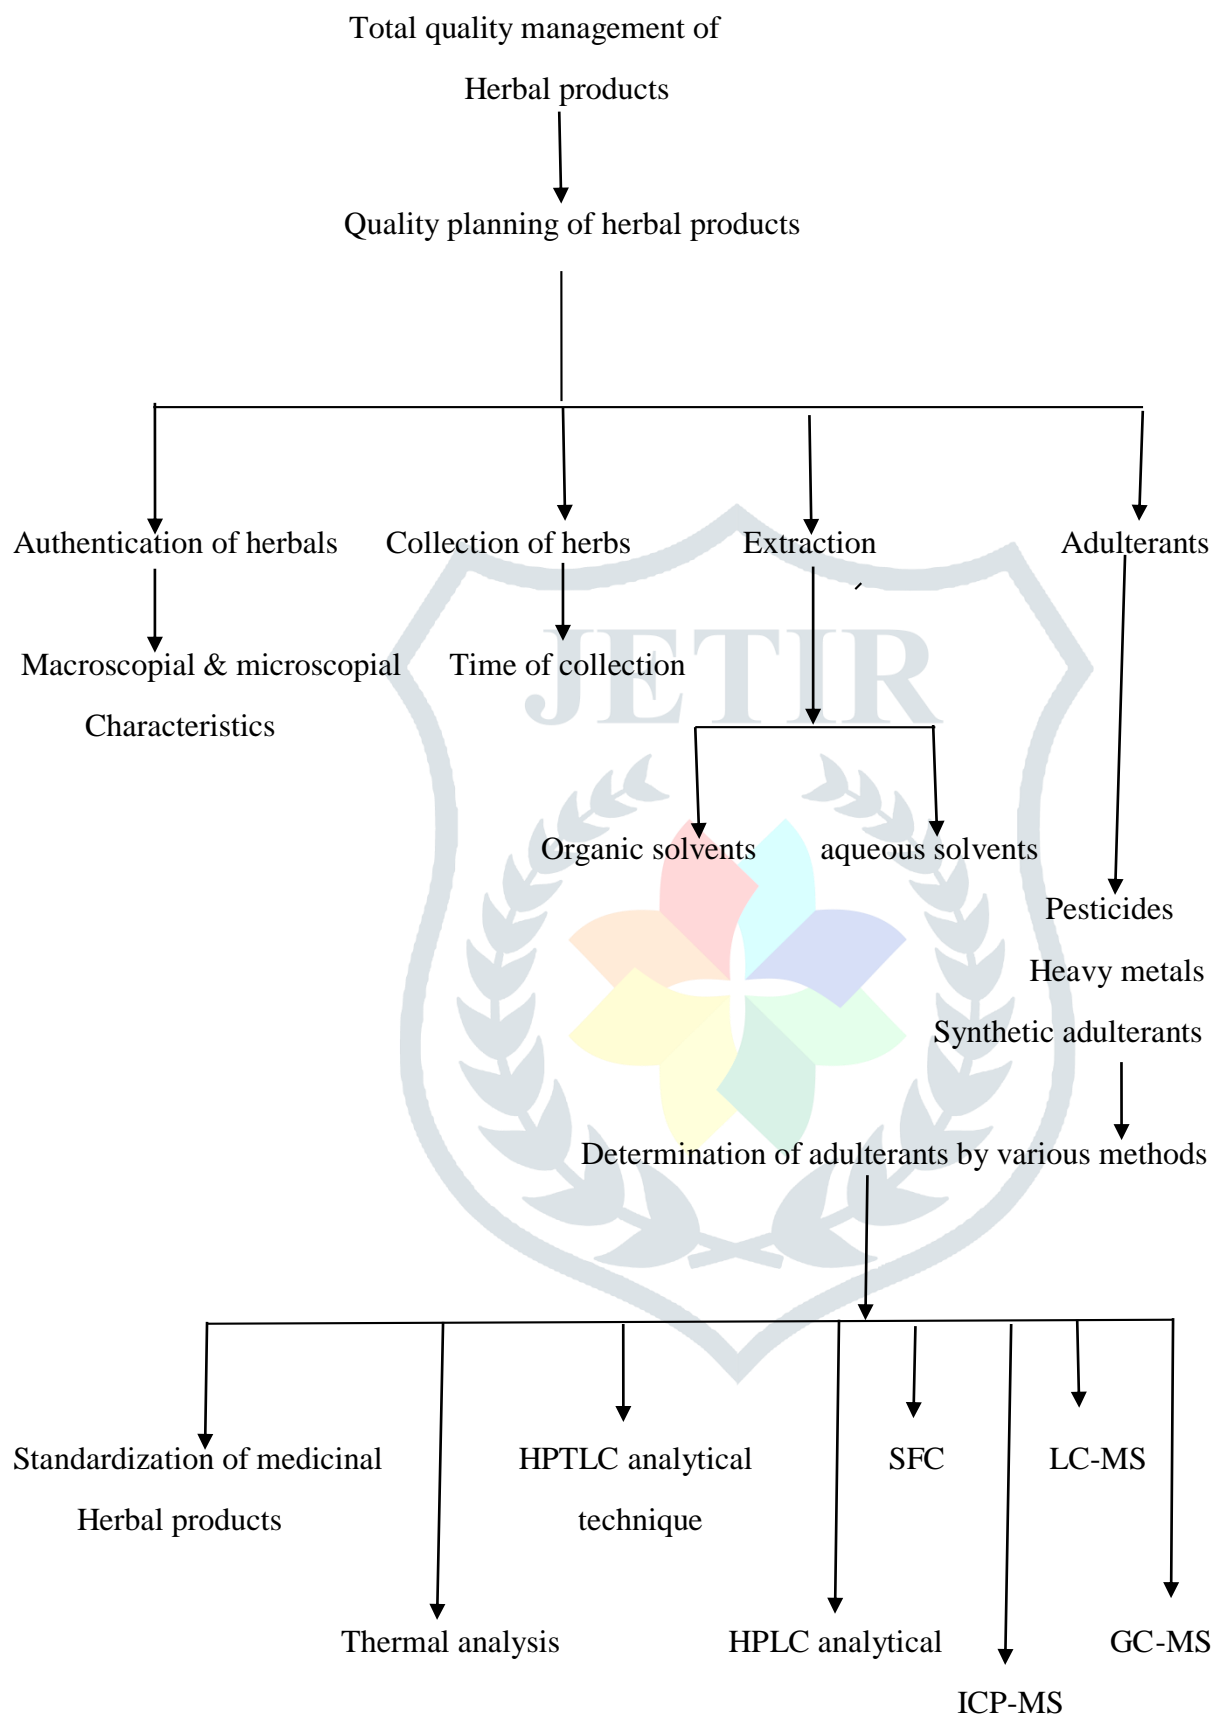 Total quality management of
Herbal products
Quality planning of herbal products
Authentication of herbals
Collection of herbs
Extraction
Adulterants
JETIR
Macroscopial & microscopial
Characteristics
Time of collection
Organic solvents
aqueous solvents
Pesticides
Heavy metals
Synthetic adulterants
Determination of adulterants by various methods
Standardization of medicinal
Herbal products
HPTLC analytical
technique
SFC
LC-MS
Thermal analysis
HPLC analytical
GC-MS
ICP-MS